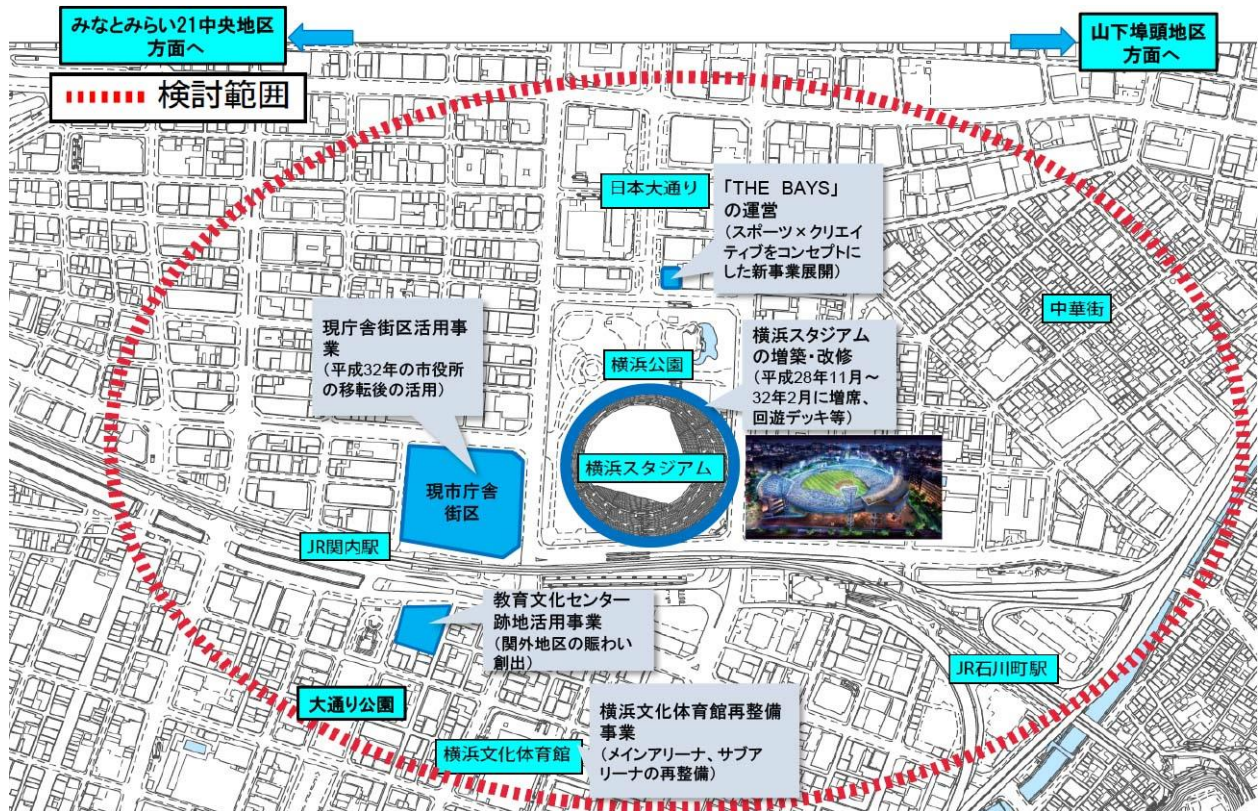 みなとみらい21中央地区
方面へ
山下埠頭地区
方面へ
検討範囲
日本大通り
「THE BAYS」
の運営
(スポーツ×クリエイ
ティブをコンセプトに
した新事業展開)
中華街
現庁舎街区活用事
業
(平成32年の市役所
の移転後の活用)
横浜公園
横浜スタジアム
の増築・改修
(平成28年11月～
32年2月に増席、
回遊デッキ等)
横浜スタジアム
現市庁舎
街区
JR関内駅
教育文化センター
跡地活用事業
(関外地区の賑わい
創出)
JR石川町駅
大通り公園
横浜文化体育館
横浜文化体育館再整備
事業
(メインアリーナ、サブア
リーナの再整備)